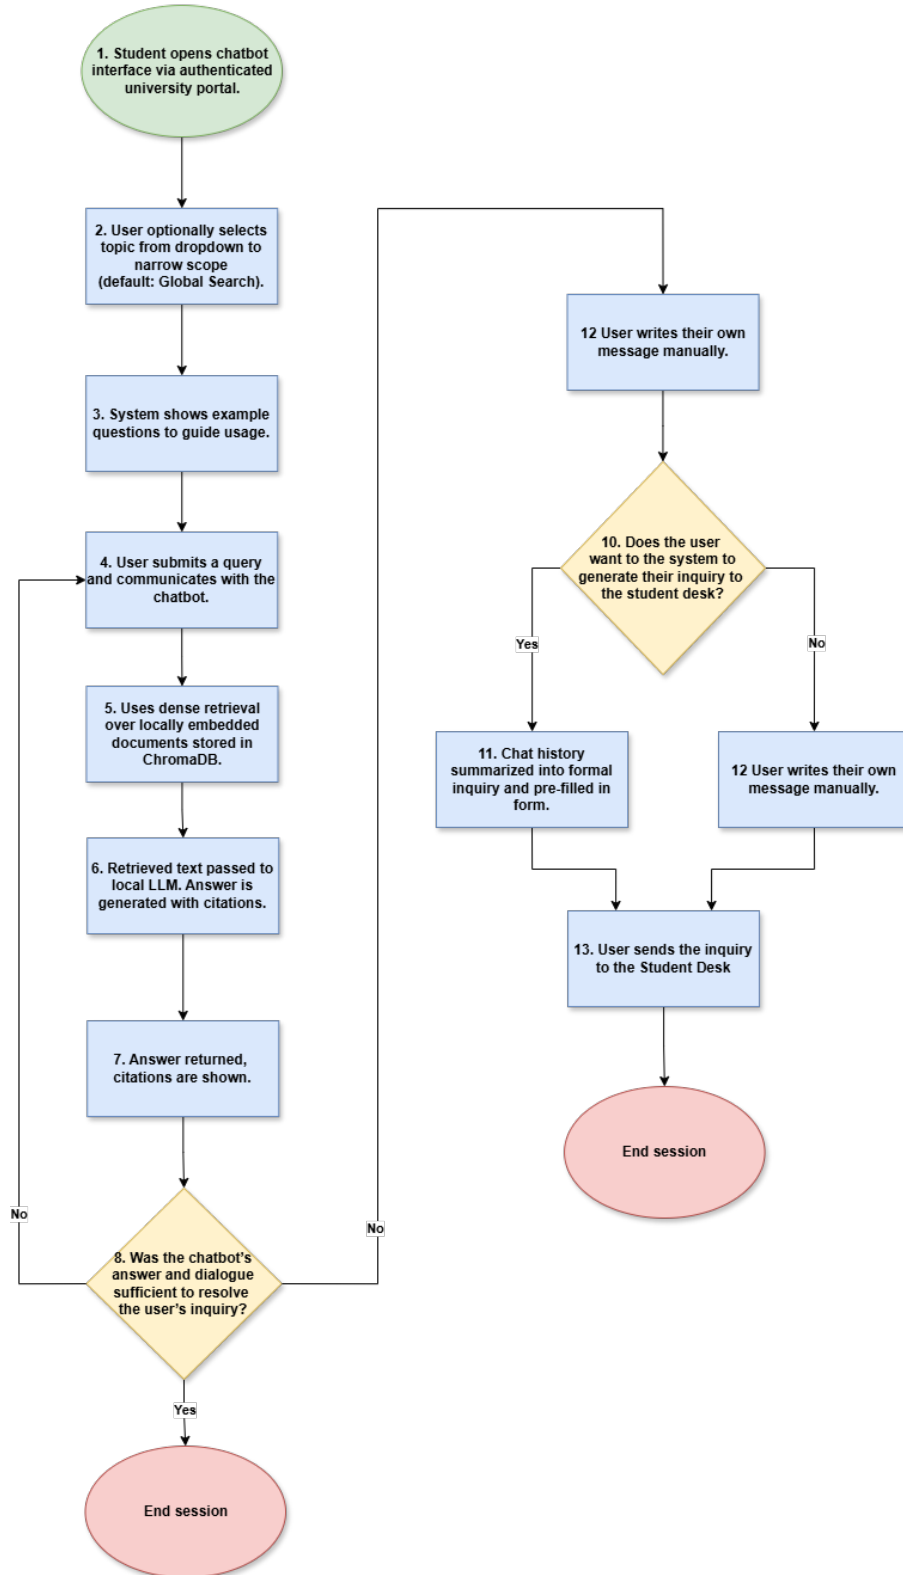 1. Student opens chatbot
interface via authenticated
university portal.
2. User optionally selects
topic from dropdown to
narrow scope
(default: Global Search).
3. System shows example
questions to guide usage.
4. User submits a query
and communicates with the
chatbot.
5. Uses dense retrieval
over locally embedded
documents stored in
ChromaDB.
6. Retrieved text passed to
local LLM. Answer is
generated with citations.
7. Answer returned,
citations are shown.
8. Was the chatbot's
answer and dialogue
sufficient to resolve
the user's inquiry?
No
No
Yes
End session
12 User writes their own
message manually.
10. Does the user
want to the system to
generate their inquiry to
the student desk?
Yes
No
11. Chat history
summarized into formal
inquiry and pre-filled in
form.
12 User writes their own
message manually.
13. User sends the inquiry
to the Student Desk
End session